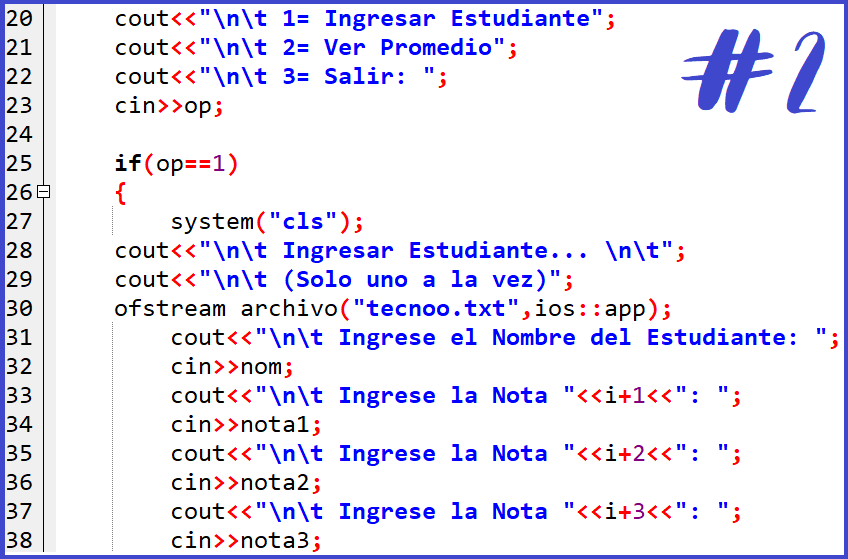 20 cout<<"\n\t 1= Ingresar Estudiante";
21 cout<<"\n\t 2= Ver Promedio";
22 cout<<"\n\t 3= Salir: ";
23 cin>>op;
24
25 if(op==1)
26 {
27 system("cls");
28 cout<<"\n\t Ingresar Estudiante... \n\t";
29 cout<<"\n\t (Solo uno a la vez)";
30 ofstream archivo("tecnoo.txt",ios::app);
31 cout<<"\n\t Ingrese el Nombre del Estudiante: ";
32 cin>>nom;
33 cout<<"\n\t Ingrese la Nota "<<i+1<<": ";
34 cin>>nota1;
35 cout<<"\n\t Ingrese la Nota "<<i+2<<": ";
36 cin>>nota2;
37 cout<<"\n\t Ingrese la Nota "<<i+3<<": ";
38 cin>>nota3;
#2